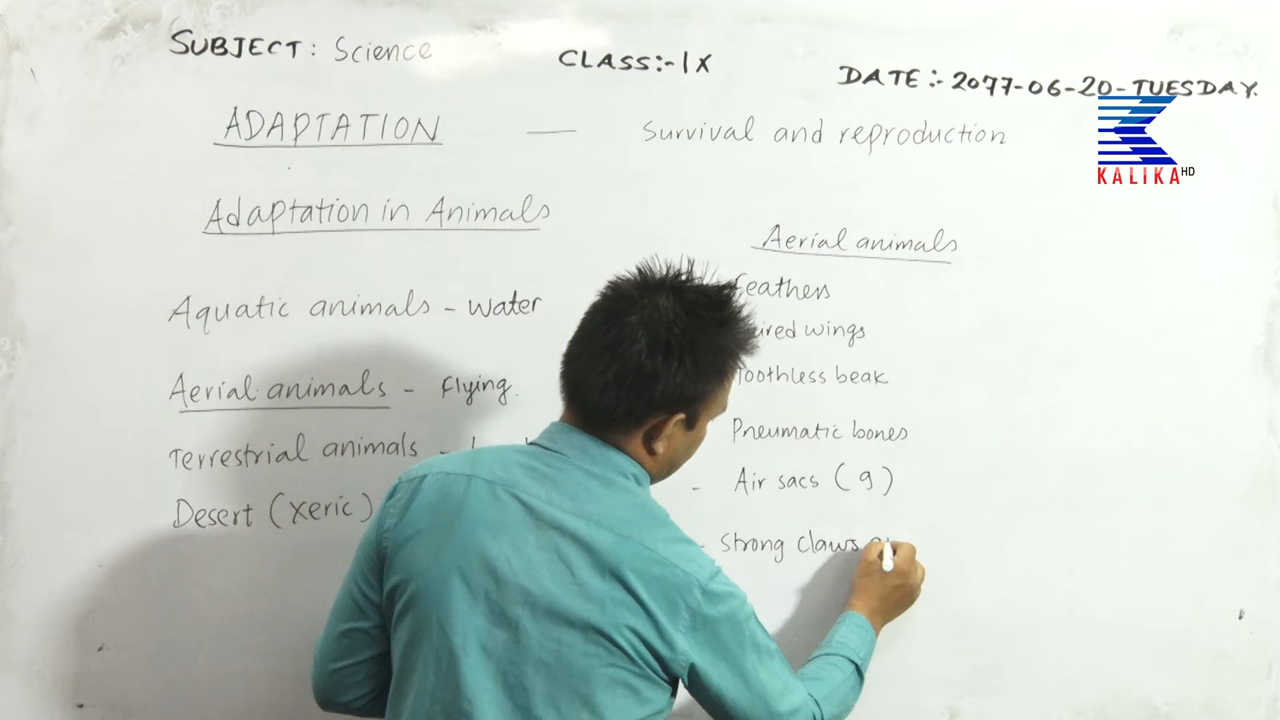 SUBJECT: Science
CLASS:- IX
DATE:- 2077-06-20-TUESDAY.
KALIKA HD
ADAPTATION — Survival and reproduction
Adaptation in Animals
Aquatic animals - water
Aerial animals - flying.
Terrestrial animals -
Desert (Xeric)
Aerial animals
feathers
wings
Toothless beak
Pneumatic bones
- Air sacs (9)
- Strong claws